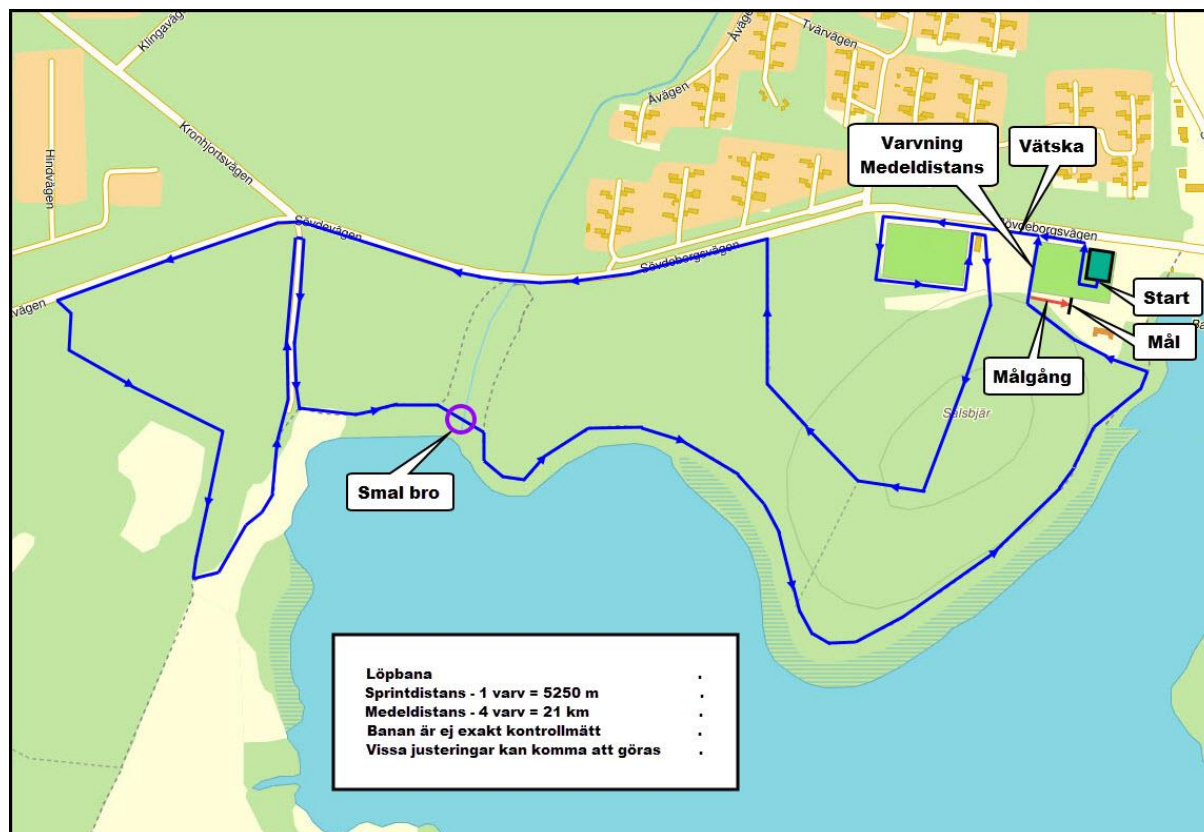 Klingavägen
Åvägen
Tvärvägen
Åvägen
Kronhjortsvägen
Hindvägen
Varvning
Medeldistans
Vätska
Sövdevägen
Sövdeborgsvägen
Sövdeborgsvägen
vägen
Start
Mål
Målgång
Salsbjär
Smal bro
Löpbana .
Sprintdistans - 1 varv = 5250 m .
Medeldistans - 4 varv = 21 km .
Banan är ej exakt kontrollmätt .
Vissa justeringar kan komma att göras .